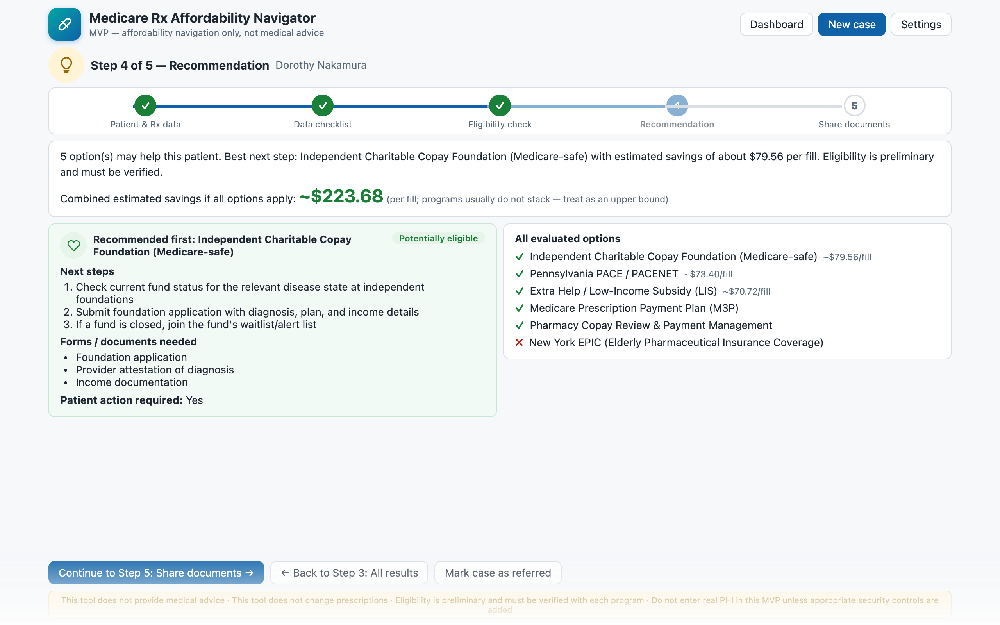 Medicare Rx Affordability Navigator
MVP — affordability navigation only, not medical advice
Dashboard
New case
Settings
Step 4 of 5 — Recommendation Dorothy Nakamura
4
5
Patient & Rx data
Data checklist
Eligibility check
Recommendation
Share documents
5 option(s) may help this patient. Best next step: Independent Charitable Copay Foundation (Medicare-safe) with estimated savings of about $79.56 per fill. Eligibility is preliminary
and must be verified.
Combined estimated savings if all options apply: ~$223.68 (per fill; programs usually do not stack — treat as an upper bound)
Recommended first: Independent Charitable Copay
Foundation (Medicare-safe)
Potentially eligible
Next steps
1. Check current fund status for the relevant disease state at independent
foundations
2. Submit foundation application with diagnosis, plan, and income details
3. If a fund is closed, join the fund's waitlist/alert list
Forms / documents needed
• Foundation application
• Provider attestation of diagnosis
• Income documentation
Patient action required: Yes
All evaluated options
✓ Independent Charitable Copay Foundation (Medicare-safe) ~$79.56/fill
✓ Pennsylvania PACE / PACENET ~$73.40/fill
✓ Extra Help / Low-Income Subsidy (LIS) ~$70.72/fill
✓ Medicare Prescription Payment Plan (M3P)
✓ Pharmacy Copay Review & Payment Management
✕ New York EPIC (Elderly Pharmaceutical Insurance Coverage)
Continue to Step 5: Share documents →
← Back to Step 3: All results
Mark case as referred
This tool does not provide medical advice · This tool does not change prescriptions · Eligibility is preliminary and must be verified with each program · Do not enter real PHI in this MVP unless appropriate security controls are
added